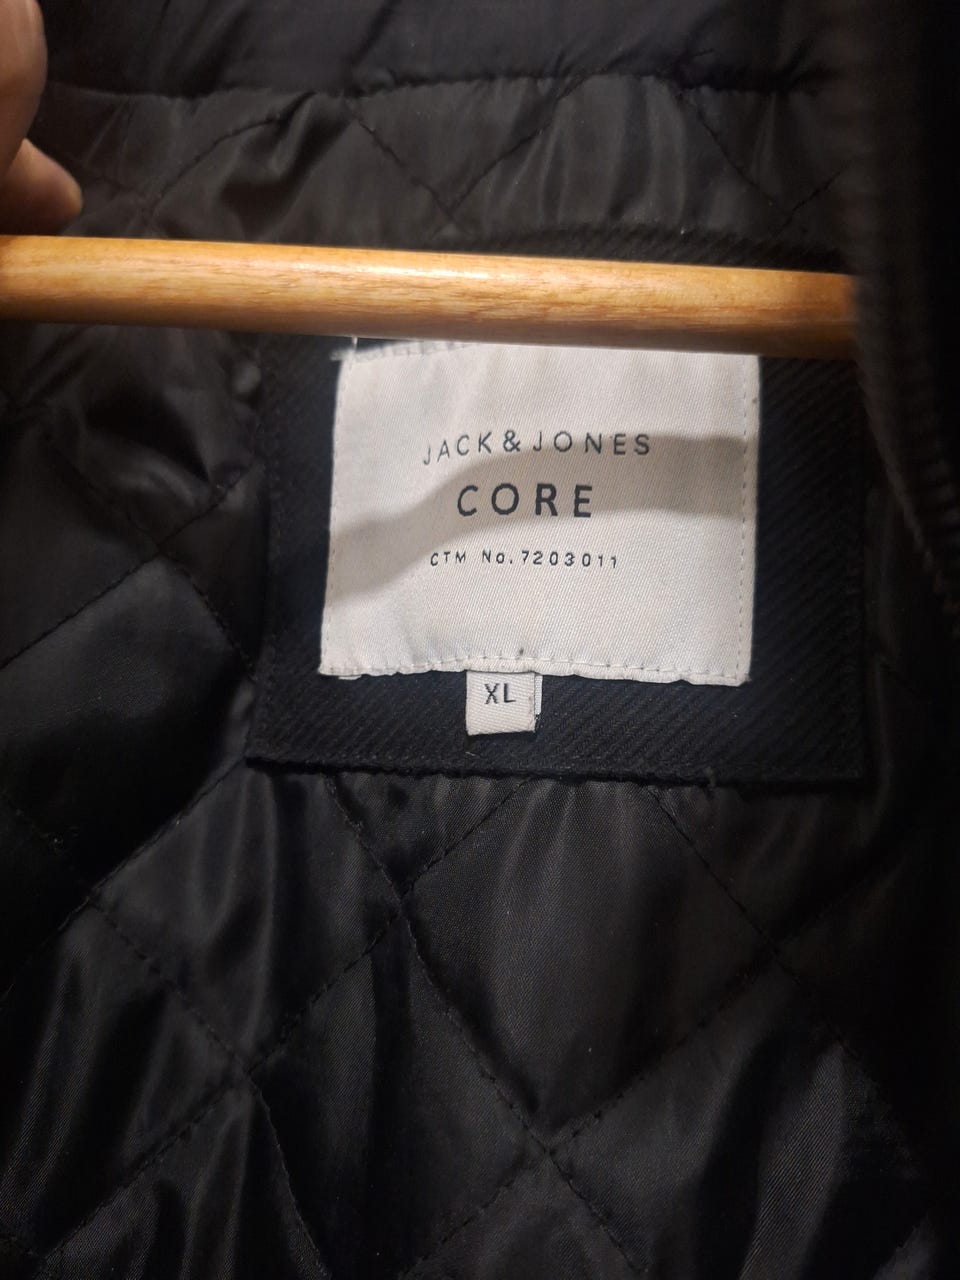 JACK & JONES
CORE
CTM No. 7203011
XL